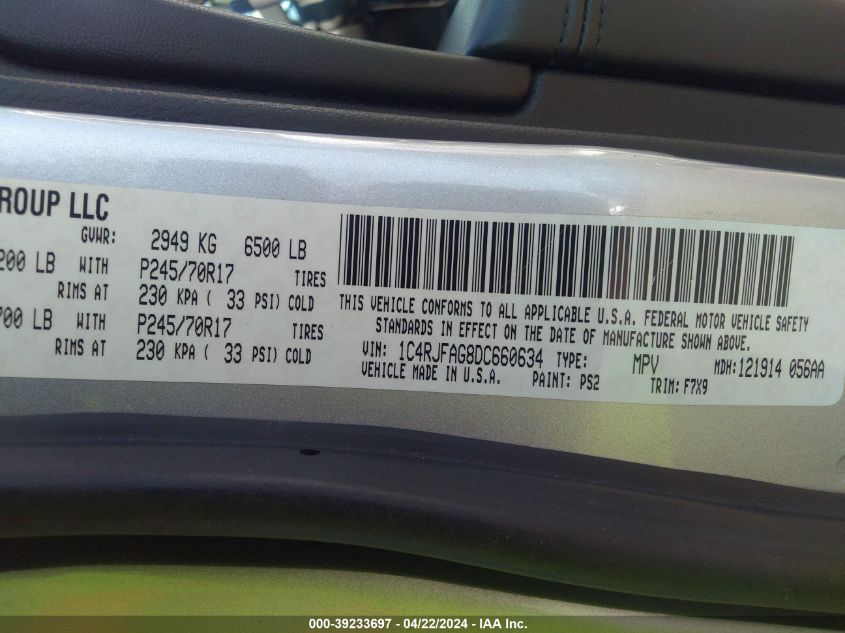 ROUP LLC
GVWR: 2949 KG 6500 LB
200 LB WITH P245/70R17 TIRES
RIMS AT 230 KPA ( 33 PSI) COLD
700 LB WITH P245/70R17 TIRES
RIMS AT 230 KPA ( 33 PSI) COLD
THIS VEHICLE CONFORMS TO ALL APPLICABLE U.S.A. FEDERAL MOTOR VEHICLE SAFETY
STANDARDS IN EFFECT ON THE DATE OF MANUFACTURE SHOWN ABOVE.
VIN: 1C4RJFAG8DC660634 TYPE: MPV MDH:121914 056AA
VEHICLE MADE IN U.S.A. PAINT: PS2 TRIM: F7X9
000-39233697 - 04/22/2024 - IAA Inc.